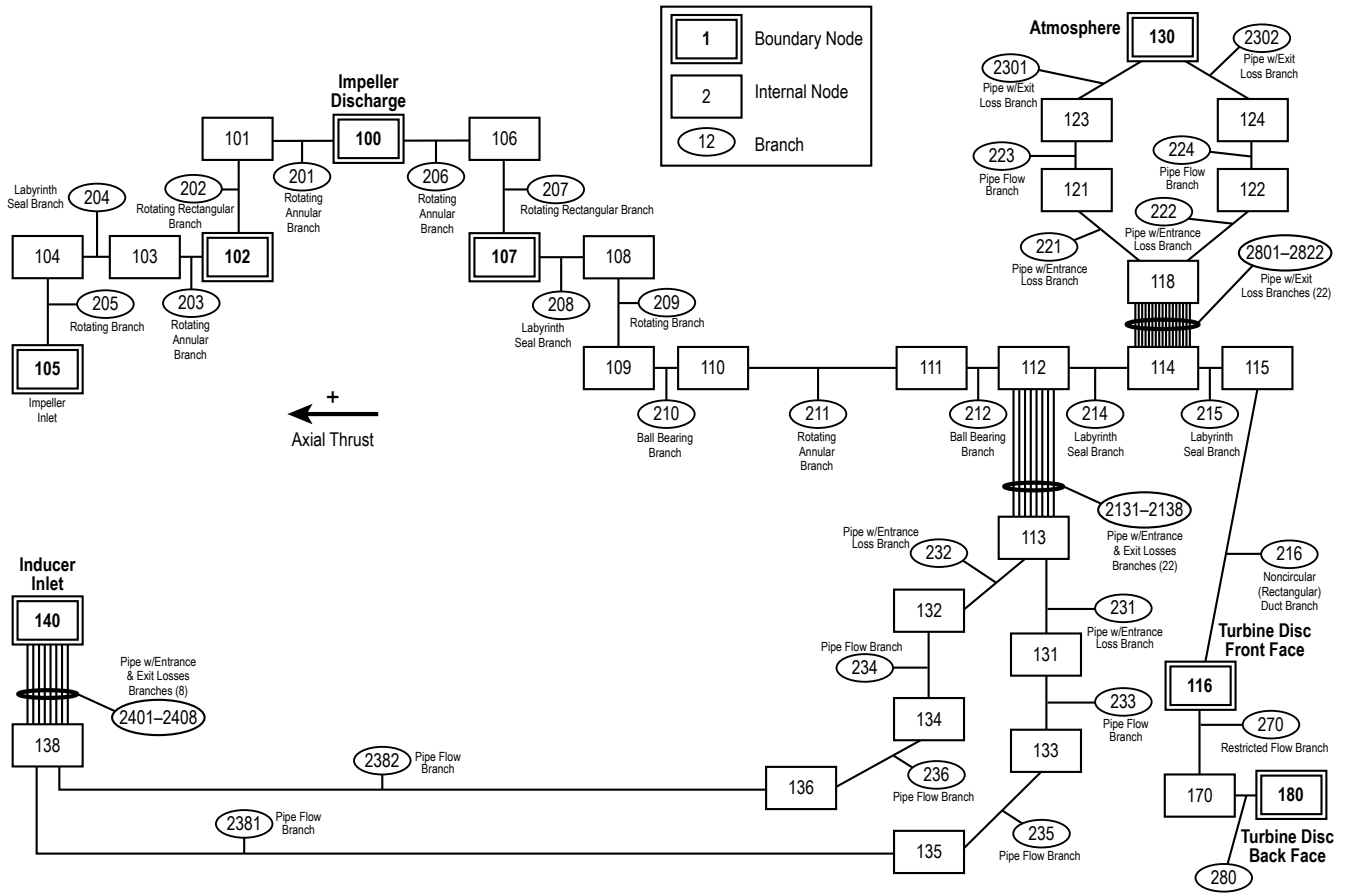 1
Boundary Node
2
Internal Node
12
Branch
Atmosphere
130
2302
Pipe w/Exit
Loss Branch
2301
Pipe w/Exit
Loss Branch
123
124
223
Pipe Flow
Branch
224
Pipe Flow
Branch
121
122
222
Pipe w/Entrance
Loss Branch
221
Pipe w/Entrance
Loss Branch
2801–2822
Pipe w/Exit
Loss Branches (22)
118
Impeller
Discharge
101
100
106
201
Rotating
Annular
Branch
206
Rotating
Annular
Branch
Labyrinth
Seal Branch
204
202
Rotating Rectangular
Branch
207
Rotating Rectangular Branch
104
103
102
107
108
205
Rotating Branch
203
Rotating
Annular
Branch
208
Labyrinth
Seal Branch
209
Rotating Branch
105
Impeller
Inlet
+
Axial Thrust
109
110
111
112
114
115
210
Ball Bearing
Branch
211
Rotating
Annular
Branch
212
Ball Bearing
Branch
214
Labyrinth
Seal Branch
215
Labyrinth
Seal Branch
2131–2138
Pipe w/Entrance
& Exit Losses
Branches (22)
113
Pipe w/Entrance
Loss Branch
232
216
Noncircular
(Rectangular)
Duct Branch
132
231
Pipe w/Entrance
Loss Branch
Pipe Flow Branch
234
131
134
233
Pipe Flow
Branch
133
236
Pipe Flow Branch
136
235
Pipe Flow Branch
135
Inducer
Inlet
140
Pipe w/Entrance
& Exit Losses
Branches (8)
2401–2408
138
2382
Pipe Flow
Branch
2381
Pipe Flow
Branch
Turbine Disc
Front Face
116
270
Restricted Flow Branch
170
180
Turbine Disc
Back Face
280